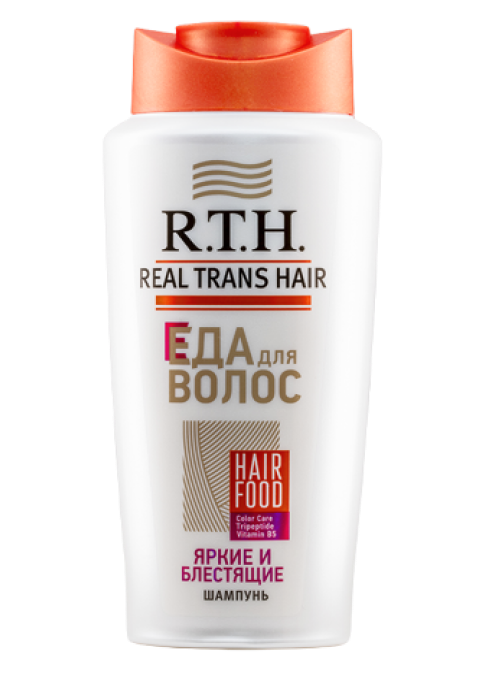 R.T.H.
REAL TRANS HAIR
ЕДА для
ВОЛОС
HAIR
FOOD
Color Care
Tripeptide
Vitamin B5
ЯРКИЕ И
БЛЕСТЯЩИЕ
ШАМПУНЬ